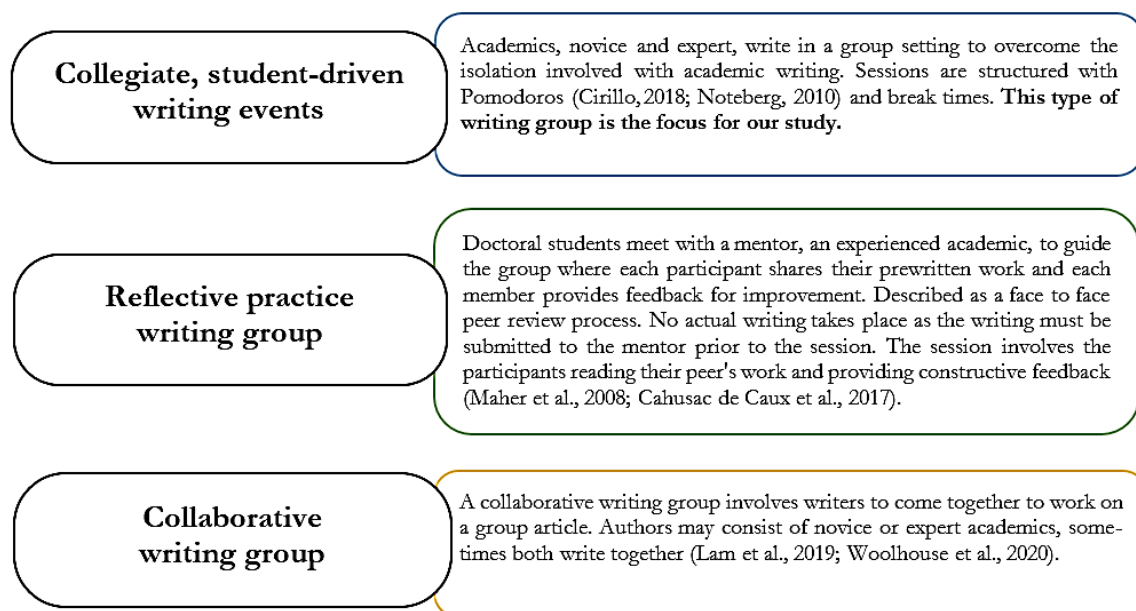 Collegiate, student-driven
writing events
Academics, novice and expert, write in a group setting to overcome the
isolation involved with academic writing. Sessions are structured with
Pomodoros (Cirillo, 2018; Noteberg, 2010) and break times. This type of
writing group is the focus for our study.
Reflective practice
writing group
Doctoral students meet with a mentor, an experienced academic, to guide
the group where each participant shares their prewritten work and each
member provides feedback for improvement. Described as a face to face
peer review process. No actual writing takes place as the writing must be
submitted to the mentor prior to the session. The session involves the
participants reading their peer's work and providing constructive feedback
(Maher et al., 2008; Cahusac de Caux et al., 2017).
Collaborative
writing group
A collaborative writing group involves writers to come together to work on
a group article. Authors may consist of novice or expert academics, some-
times both write together (Lam et al., 2019; Woolhouse et al., 2020).